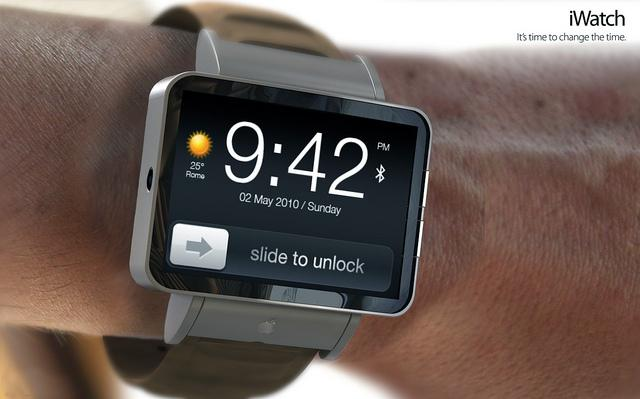 iWatch
It's time to change the time.
9:42 PM
25°
Rome
02 May 2010 / Sunday
slide to unlock